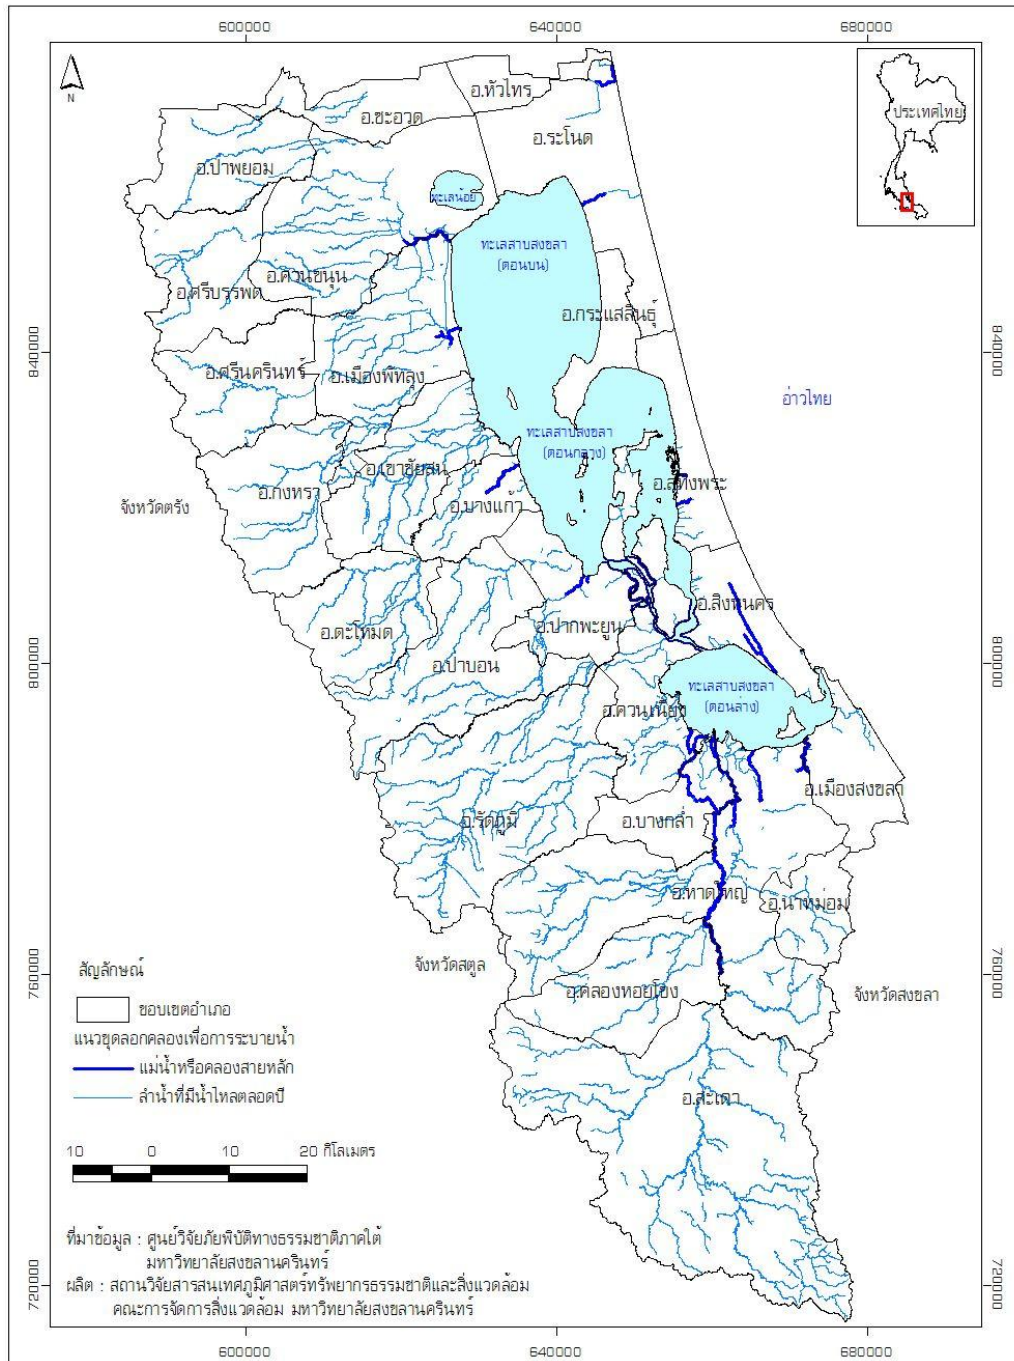 600000
640000
680000
N
อ.หัวไทร
อ.ชะอวด
อ.ระโนด
ประเทศไทย
อ.ป่าพยอม
ทะเลน้อย
ทะเลสาบสงขลา
(ตอนบน)
อ.ควนขนุน
อ.ศรีบรรพต
อ.กระแสสินธุ์
840000
840000
อ.ศรีนครินทร์
อ.เมืองพัทลุง
อ่าวไทย
ทะเลสาบสงขลา
(ตอนกลาง)
อ.เขาชัยสน
อ.กงหรา
อ.บางแก้ว
อ.สทิงพระ
จังหวัดตรัง
อ.สิงหนคร
อ.ตะโหมด
อ.ปากพะยูน
อ.ป่าบอน
800000
800000
ทะเลสาบสงขลา
(ตอนล่าง)
อ.ควนเนียง
อ.เมืองสงขลา
อ.รัตภูมิ
อ.บางกล่ำ
อ.หาดใหญ่
อ.นาหม่อม
จังหวัดสตูล
760000
760000
อ.คลองหอยโข่ง
จังหวัดสงขลา
สัญลักษณ์
ขอบเขตอำเภอ
แนวขุดลอกคลองเพื่อการระบายน้ำ
แม่น้ำหรือคลองสายหลัก
ลำน้ำที่มีน้ำไหลตลอดปี
อ.สะเดา
10 0 10 20 กิโลเมตร
ที่มาข้อมูล : ศูนย์วิจัยภัยพิบัติทางธรรมชาติภาคใต้
มหาวิทยาลัยสงขลานครินทร์
ผลิต : สถานวิจัยสารสนเทศภูมิศาสตร์ทรัพยากรธรรมชาติและสิ่งแวดล้อม
คณะการจัดการสิ่งแวดล้อม มหาวิทยาลัยสงขลานครินทร์
720000
720000
600000
640000
680000